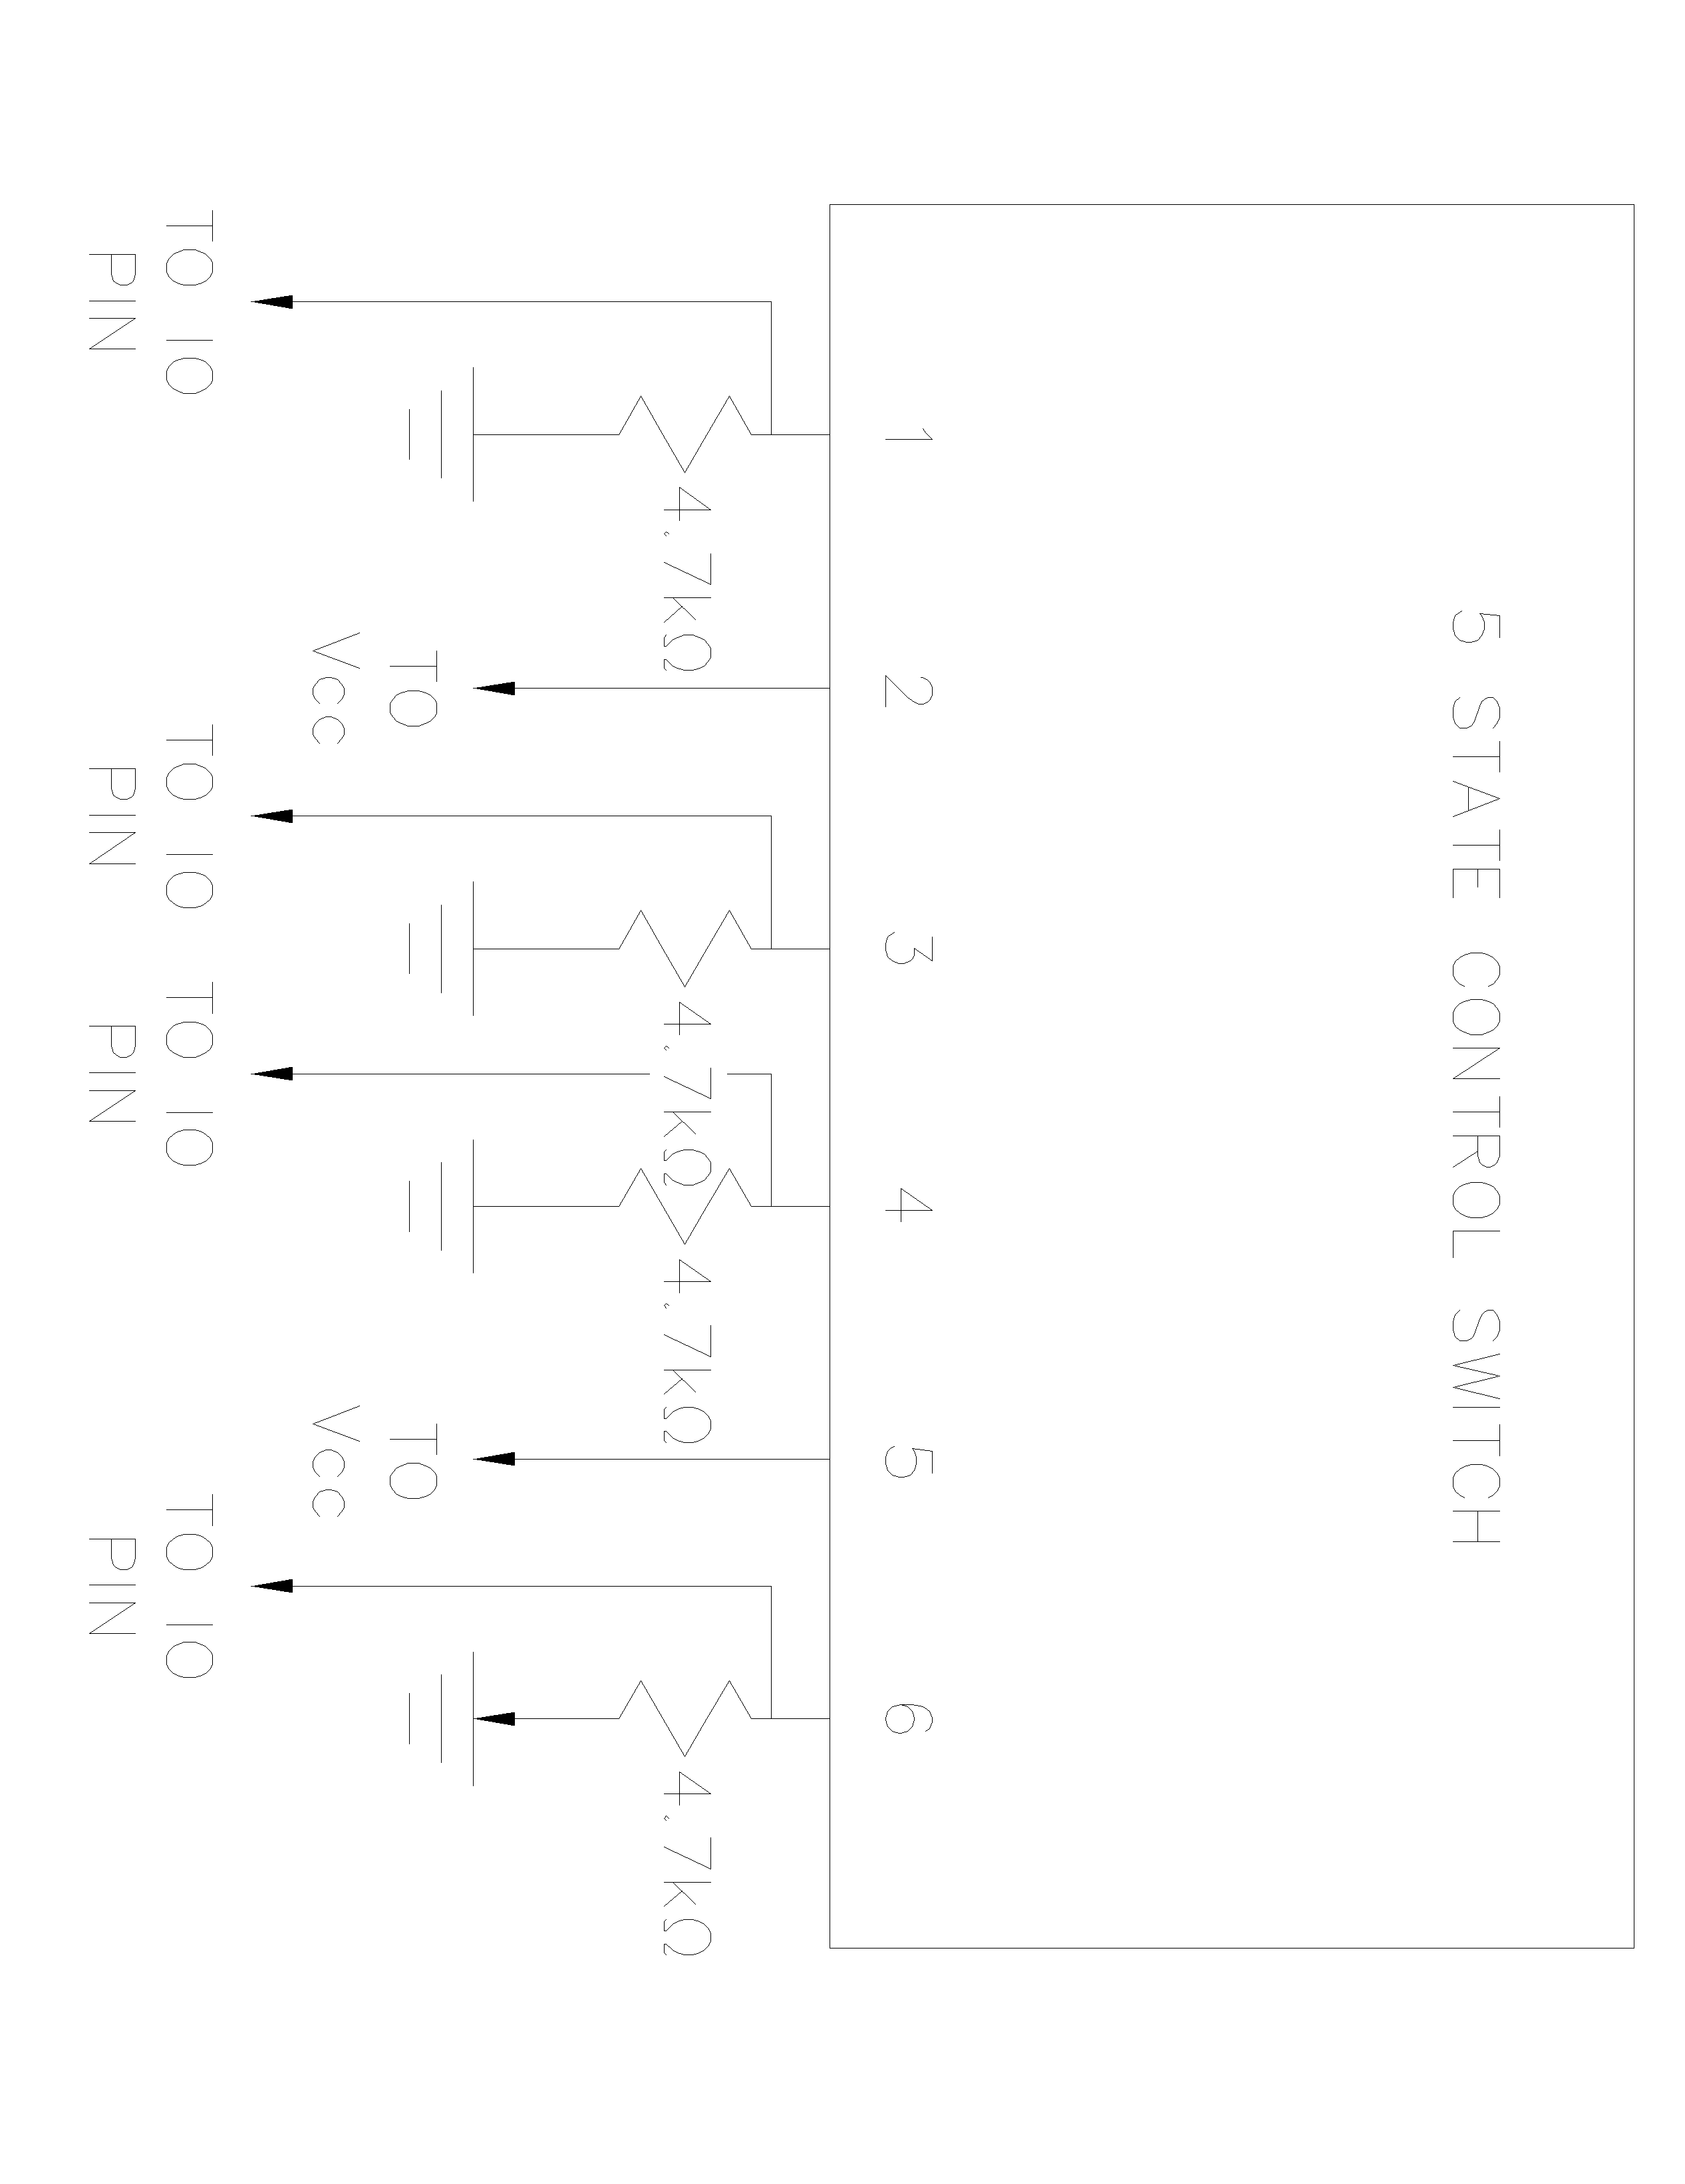 5 STATE CONTROL SWITCH
1 2 3 4 5 6
4.7kΩ 4.7kΩ 4.7kΩ 4.7kΩ
TO TO
Vcc Vcc
TO IO TO IO TO IO TO IO
PIN PIN PIN PIN